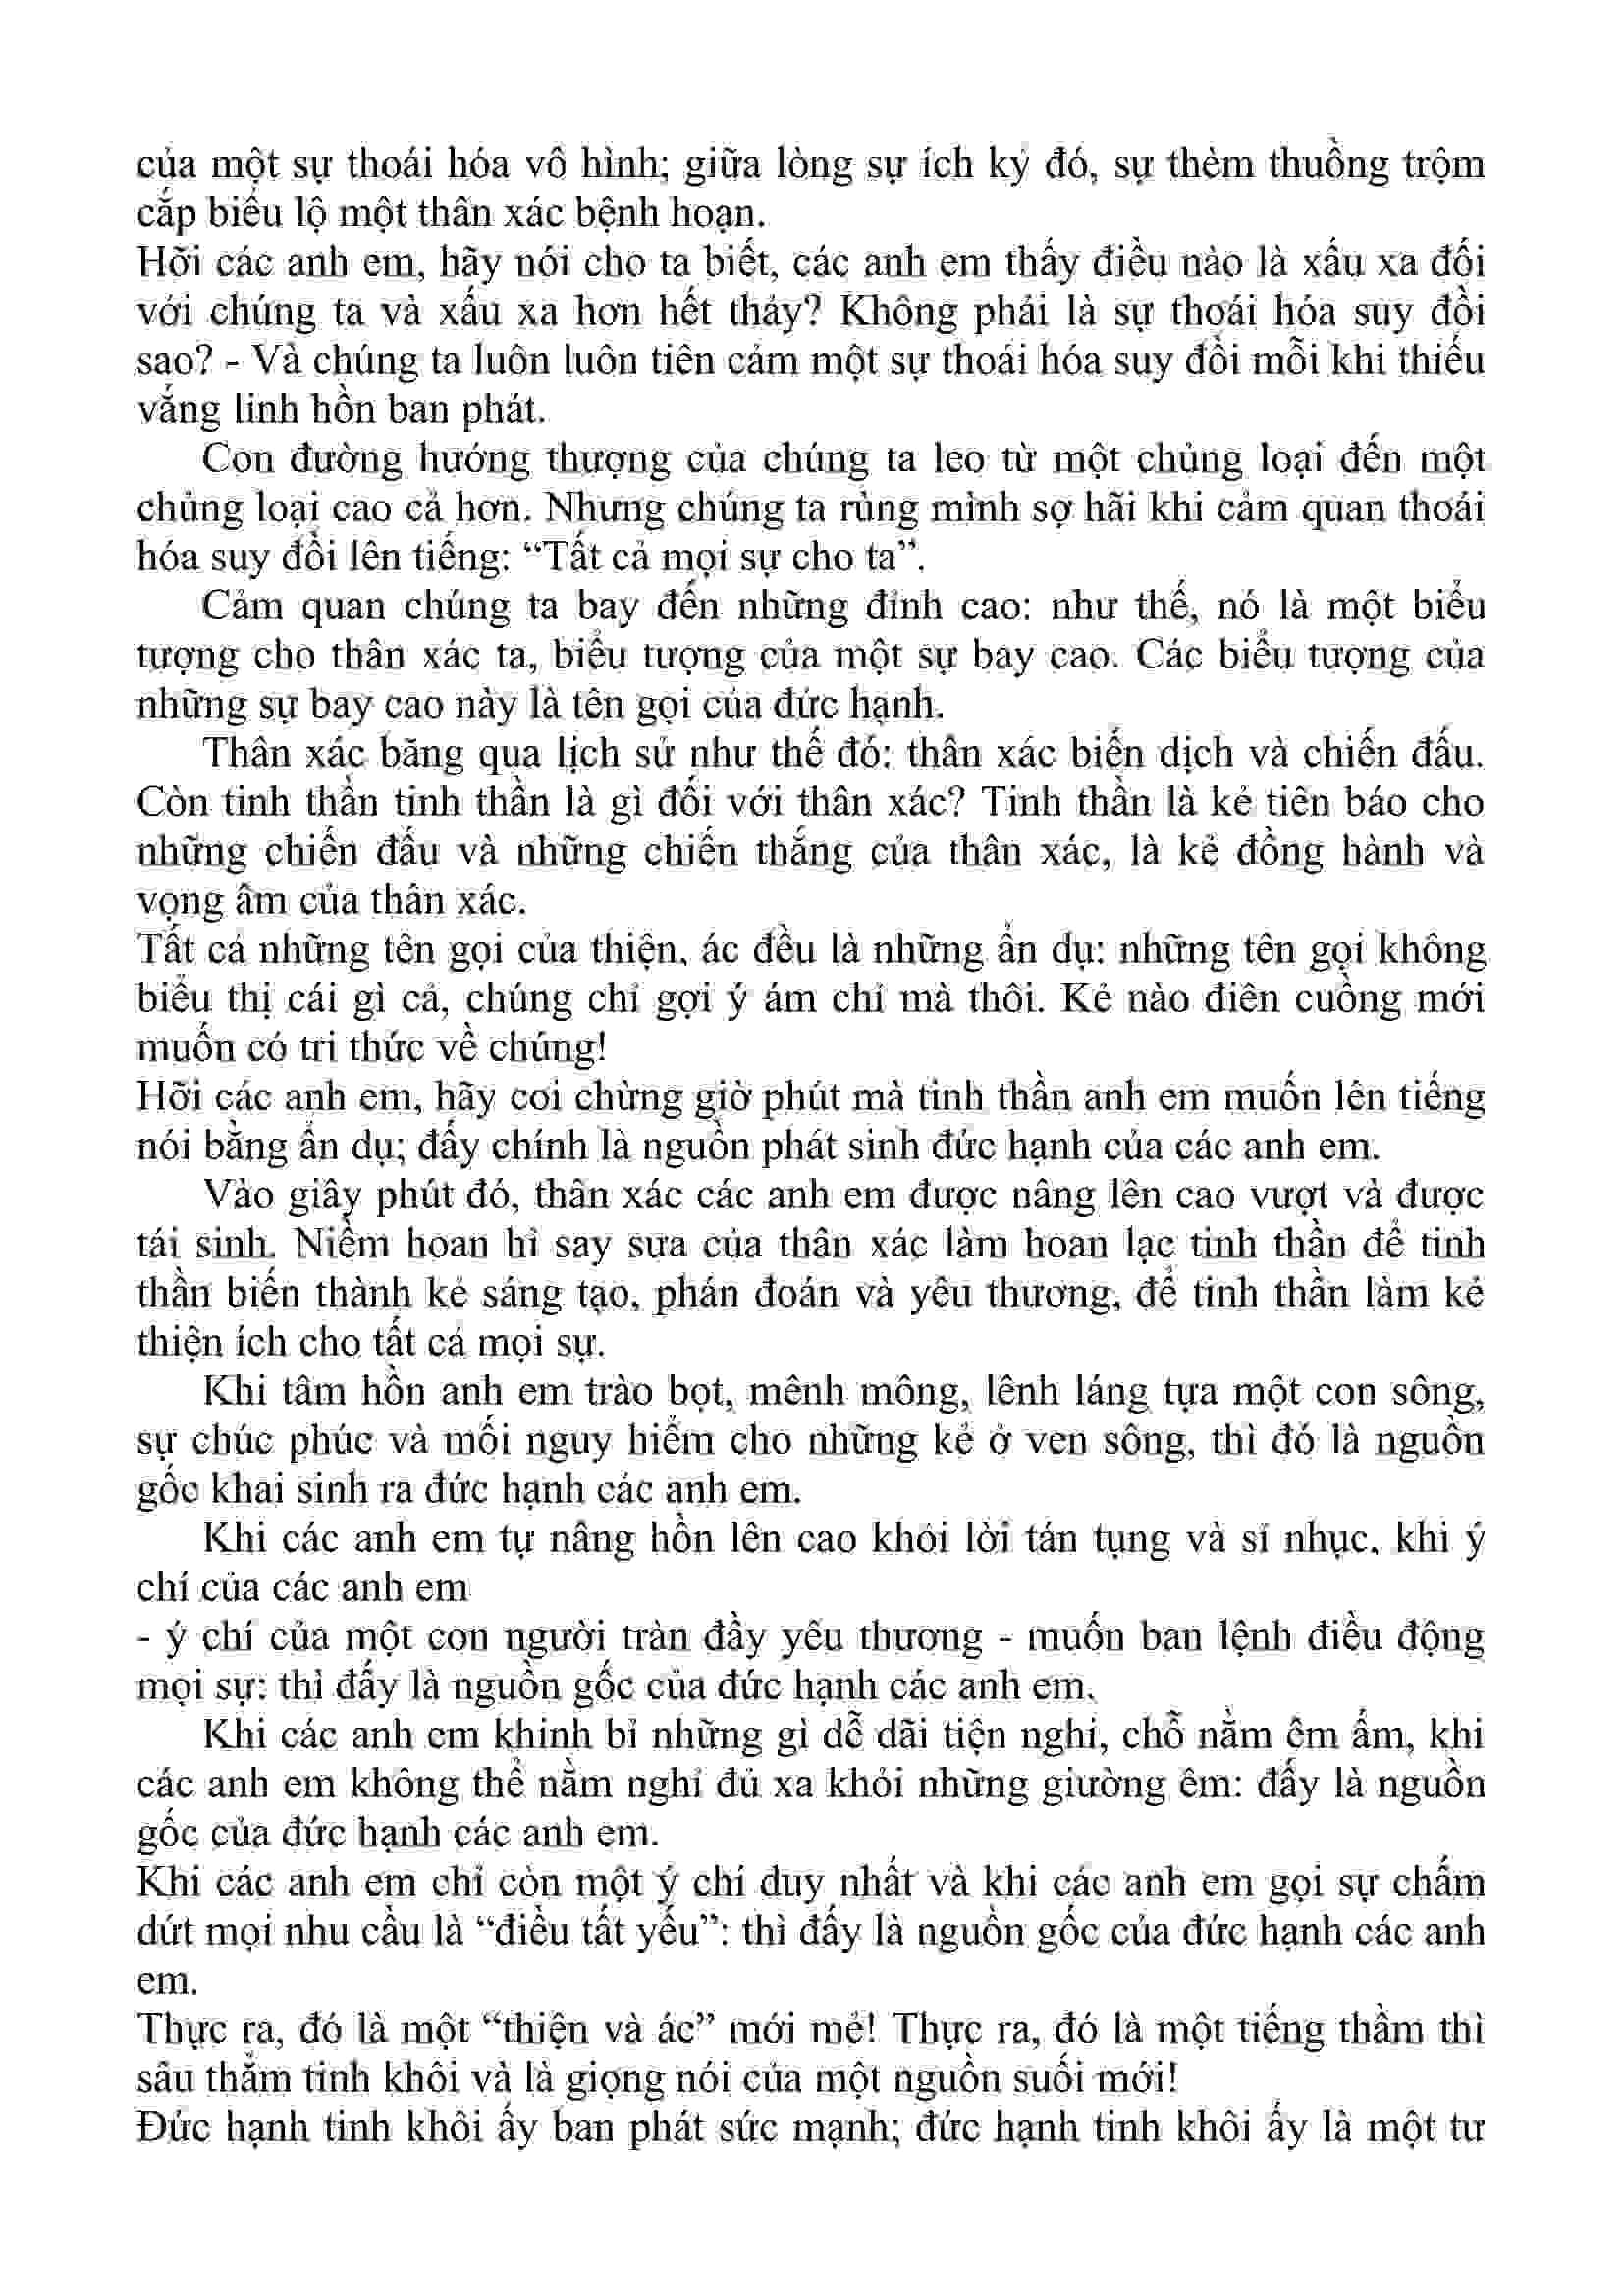 của một sự thoái hóa vô hình; giữa lòng sự ích kỷ đó, sự thèm thuồng trộm
cắp biểu lộ một thân xác bệnh hoạn.
Hỡi các anh em, hãy nói cho ta biết, các anh em thấy điều nào là xấu xa đối
với chúng ta và xấu xa hơn hết thảy? Không phải là sự thoái hóa suy đồi
sao? - Và chúng ta luôn luôn tiên cảm một sự thoái hóa suy đồi mỗi khi thiếu
vắng linh hồn ban phát.
Con đường hướng thượng của chúng ta leo từ một chủng loại đến một
chủng loại cao cả hơn. Nhưng chúng ta rùng mình sợ hãi khi cảm quan thoái
hóa suy đồi lên tiếng: “Tất cả mọi sự cho ta”.
Cảm quan chúng ta bay đến những đỉnh cao: như thế, nó là một biểu
tượng cho thân xác ta, biểu tượng của một sự bay cao. Các biểu tượng của
những sự bay cao này là tên gọi của đức hạnh.
Thân xác băng qua lịch sử như thế đó: thân xác biến dịch và chiến đấu.
Còn tinh thần tinh thần là gì đối với thân xác? Tinh thần là kẻ tiên báo cho
những chiến đấu và những chiến thắng của thân xác, là kẻ đồng hành và
vọng âm của thân xác.
Tất cả những tên gọi của thiện, ác đều là những ẩn dụ: những tên gọi không
biểu thị cái gì cả, chúng chỉ gợi ý ám chỉ mà thôi. Kẻ nào điên cuồng mới
muốn có tri thức về chúng!
Hỡi các anh em, hãy coi chừng giờ phút mà tinh thần anh em muốn lên tiếng
nói bằng ẩn dụ; đấy chính là nguồn phát sinh đức hạnh của các anh em.
Vào giây phút đó, thân xác các anh em được nâng lên cao vượt và được
tái sinh. Niềm hoan hỉ say sưa của thân xác làm hoan lạc tinh thần để tinh
thần biến thành kẻ sáng tạo, phán đoán và yêu thương, để tinh thần làm kẻ
thiện ích cho tất cả mọi sự.
Khi tâm hồn anh em trào bọt, mênh mông, lênh láng tựa một con sông,
sự chúc phúc và mối nguy hiểm cho những kẻ ở ven sông, thì đó là nguồn
gốc khai sinh ra đức hạnh các anh em.
Khi các anh em tự nâng hồn lên cao khỏi lời tán tụng và sỉ nhục, khi ý
chí của các anh em
- ý chí của một con người tràn đầy yêu thương - muốn ban lệnh điều động
mọi sự: thì đấy là nguồn gốc của đức hạnh các anh em.
Khi các anh em khinh bỉ những gì dễ dãi tiện nghi, chỗ nằm êm ấm, khi
các anh em không thể nằm nghỉ đủ xa khỏi những giường êm: đấy là nguồn
gốc của đức hạnh các anh em.
Khi các anh em chỉ còn một ý chí duy nhất và khi các anh em gọi sự chấm
dứt mọi nhu cầu là “điều tất yếu”: thì đấy là nguồn gốc của đức hạnh các anh
em.
Thực ra, đó là một “thiện và ác” mới mẻ! Thực ra, đó là một tiếng thầm thì
sâu thẳm tinh khôi và là giọng nói của một nguồn suối mới!
Đức hạnh tinh khôi ấy ban phát sức mạnh; đức hạnh tinh khôi ấy là một tư